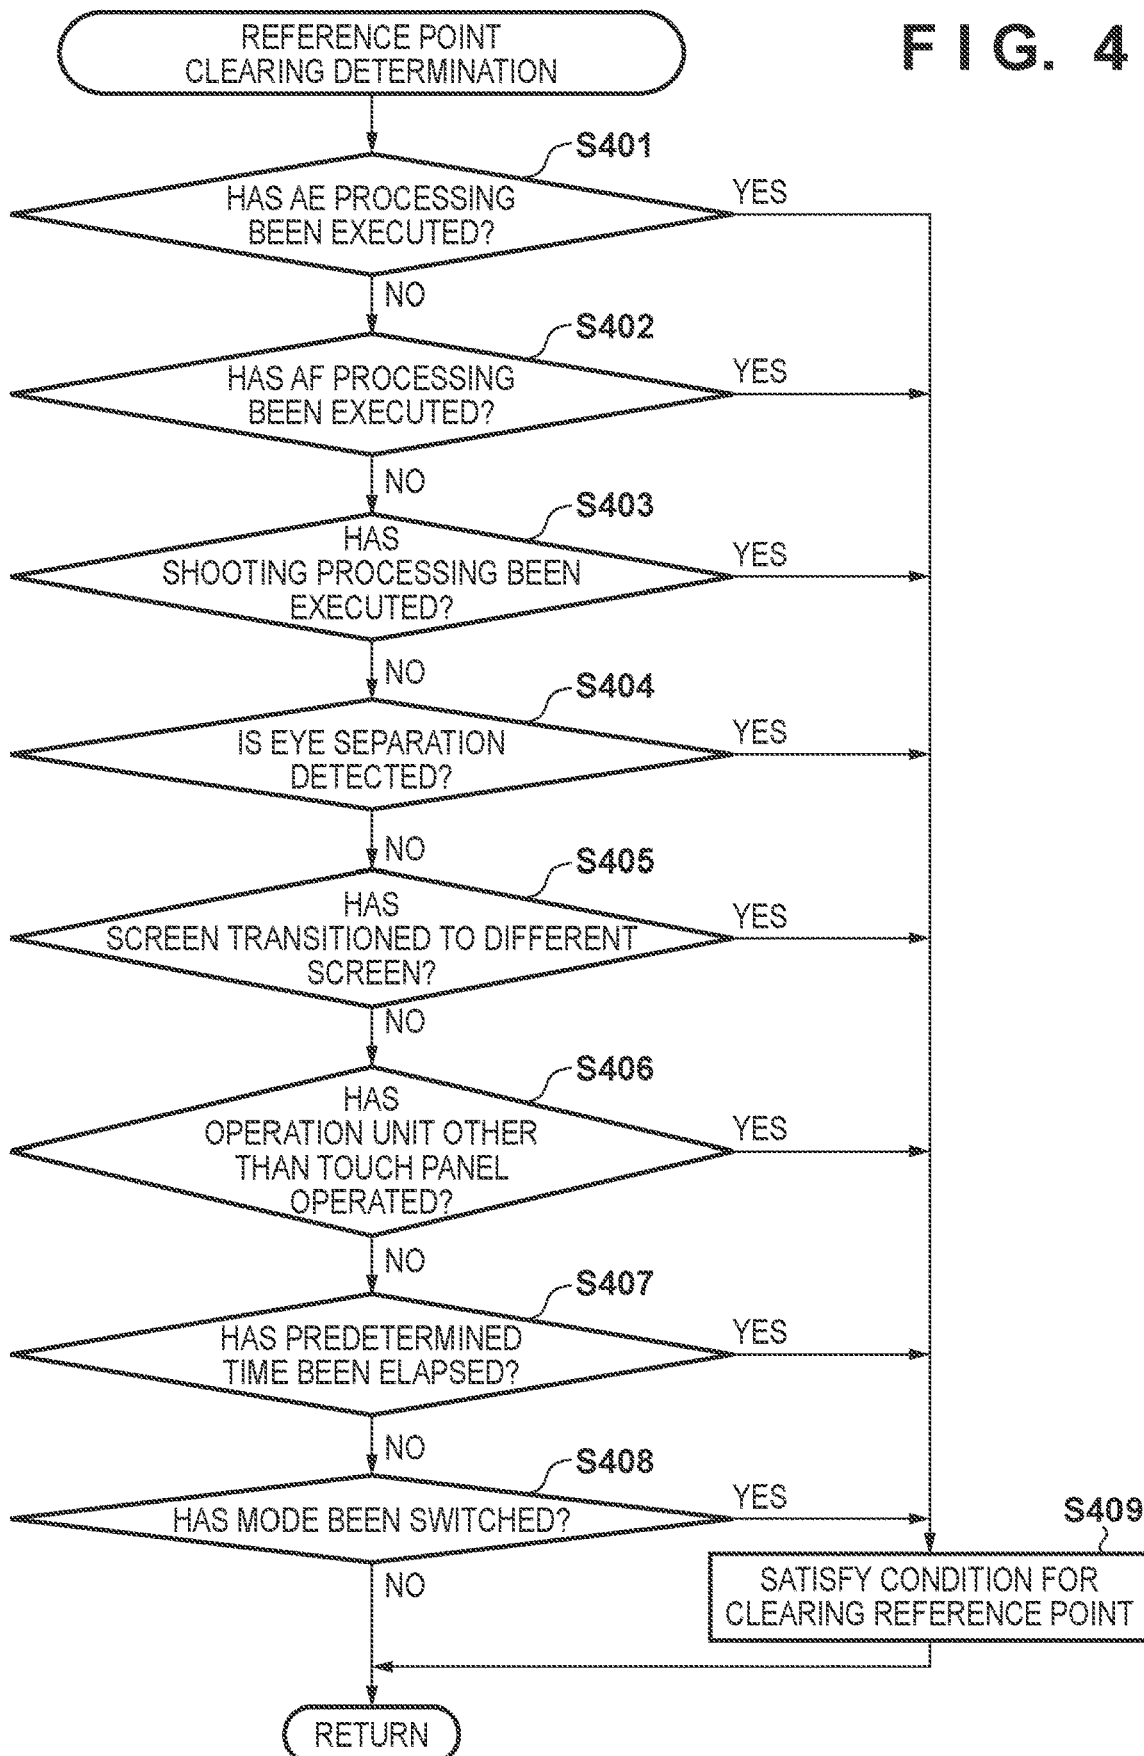 FIG. 4
REFERENCE POINT
CLEARING DETERMINATION
S401
HAS AE PROCESSING
BEEN EXECUTED?
YES
NO
S402
HAS AF PROCESSING
BEEN EXECUTED?
YES
NO
S403
HAS
SHOOTING PROCESSING BEEN
EXECUTED?
YES
NO
S404
IS EYE SEPARATION
DETECTED?
YES
NO
S405
HAS
SCREEN TRANSITIONED TO DIFFERENT
SCREEN?
YES
NO
S406
HAS
OPERATION UNIT OTHER
THAN TOUCH PANEL
OPERATED?
YES
NO
S407
HAS PREDETERMINED
TIME BEEN ELAPSED?
YES
NO
S408
HAS MODE BEEN SWITCHED?
YES
NO
S409
SATISFY CONDITION FOR
CLEARING REFERENCE POINT
RETURN